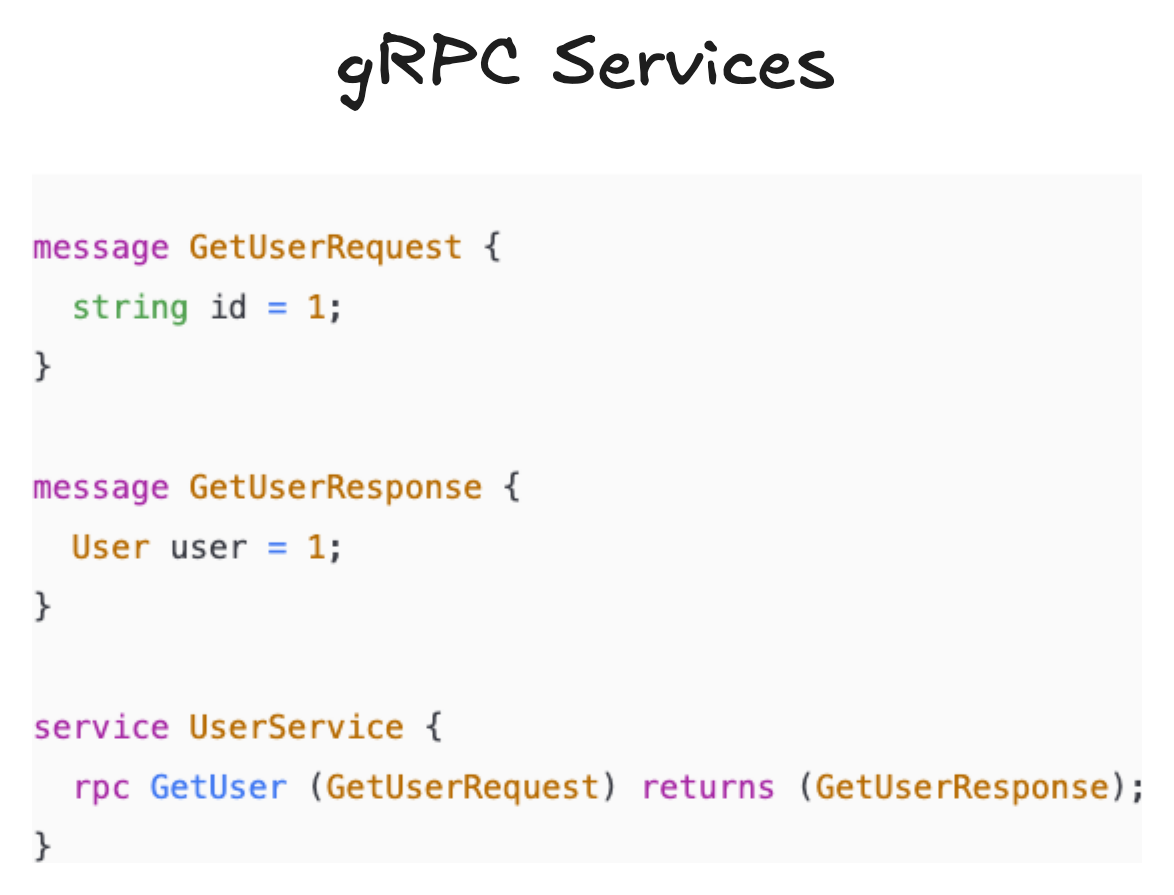 gRPC Services
message GetUserRequest {
  string id = 1;
}
message GetUserResponse {
  User user = 1;
}
service UserService {
  rpc GetUser (GetUserRequest) returns (GetUserResponse);
}